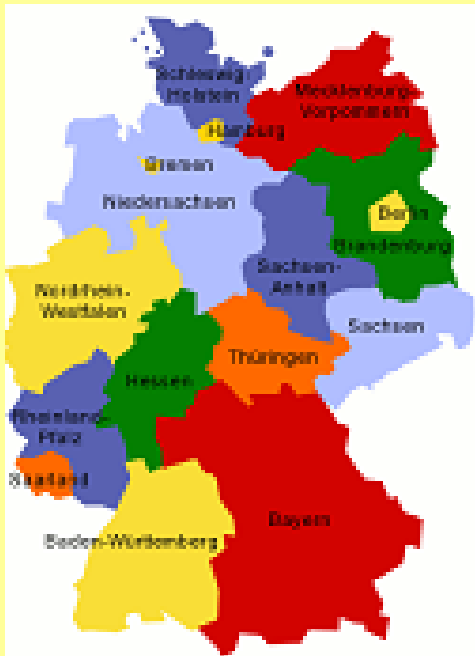 Schleswig-
Holstein
Mecklenburg-
Vorpommern
Hamburg
Bremen
Niedersachsen
Berlin
Brandenburg
Sachsen-
Anhalt
Nordrhein-
Westfalen
Sachsen
Thüringen
Hessen
Rheinland-
Pfalz
Saarland
Bayern
Baden-Württemberg